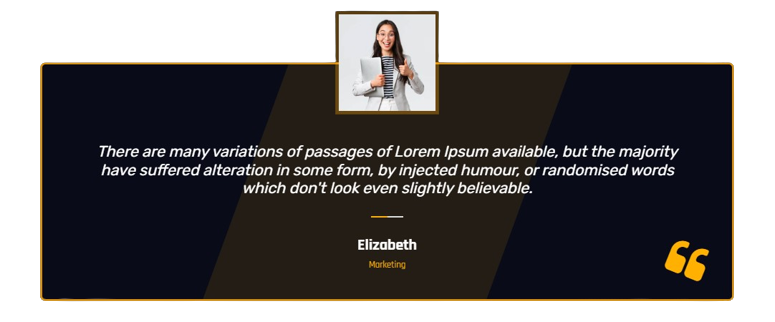 There are many variations of passages of Lorem Ipsum available, but the majority
have suffered alteration in some form, by injected humour, or randomised words
which don't look even slightly believable.
Elizabeth
Marketing